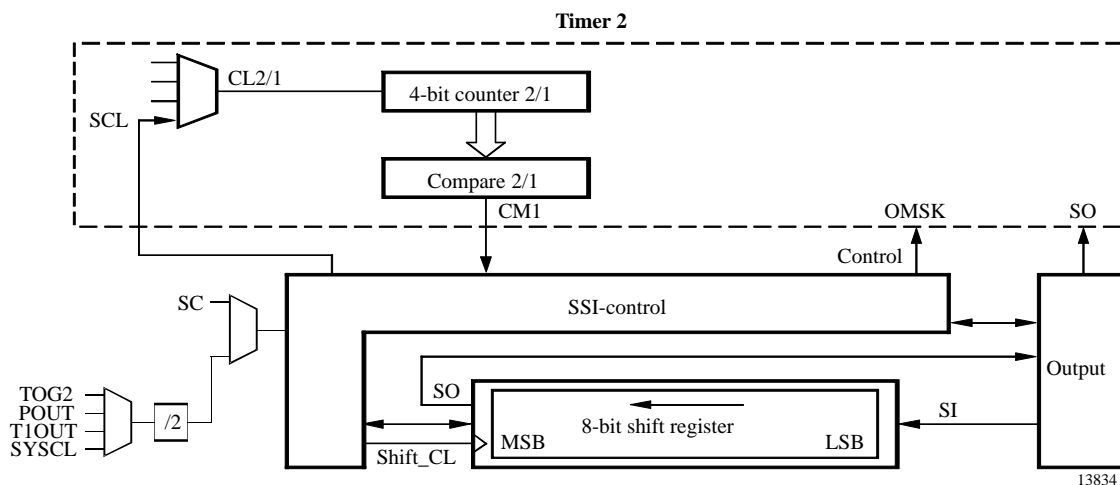 Timer 2
CL2/1
4-bit counter 2/1
SCL
Compare 2/1
CM1
OMSK
SO
Control
SC
SSI-control
TOG2
POUT
T1OUT
SYSCL
/2
SO
8-bit shift register
MSB
LSB
SI
Output
Shift_CL
13834